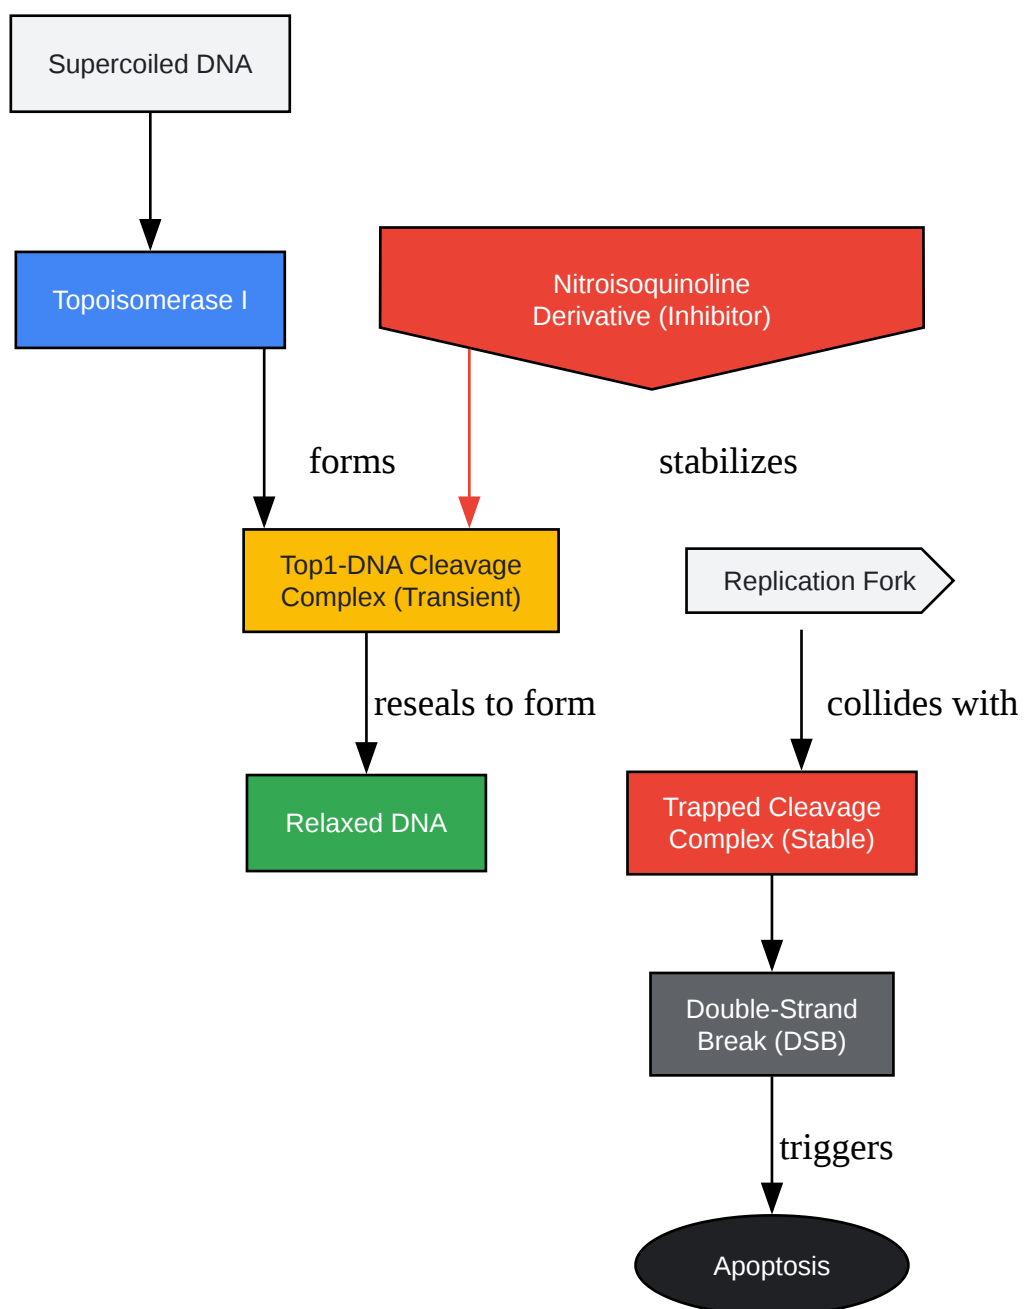 Supercoiled DNA
Topoisomerase I
Nitroisoquinoline
Derivative (Inhibitor)
forms
stabilizes
Top1-DNA Cleavage
Complex (Transient)
Replication Fork
reseals to form
collides with
Relaxed DNA
Trapped Cleavage
Complex (Stable)
Double-Strand
Break (DSB)
triggers
Apoptosis